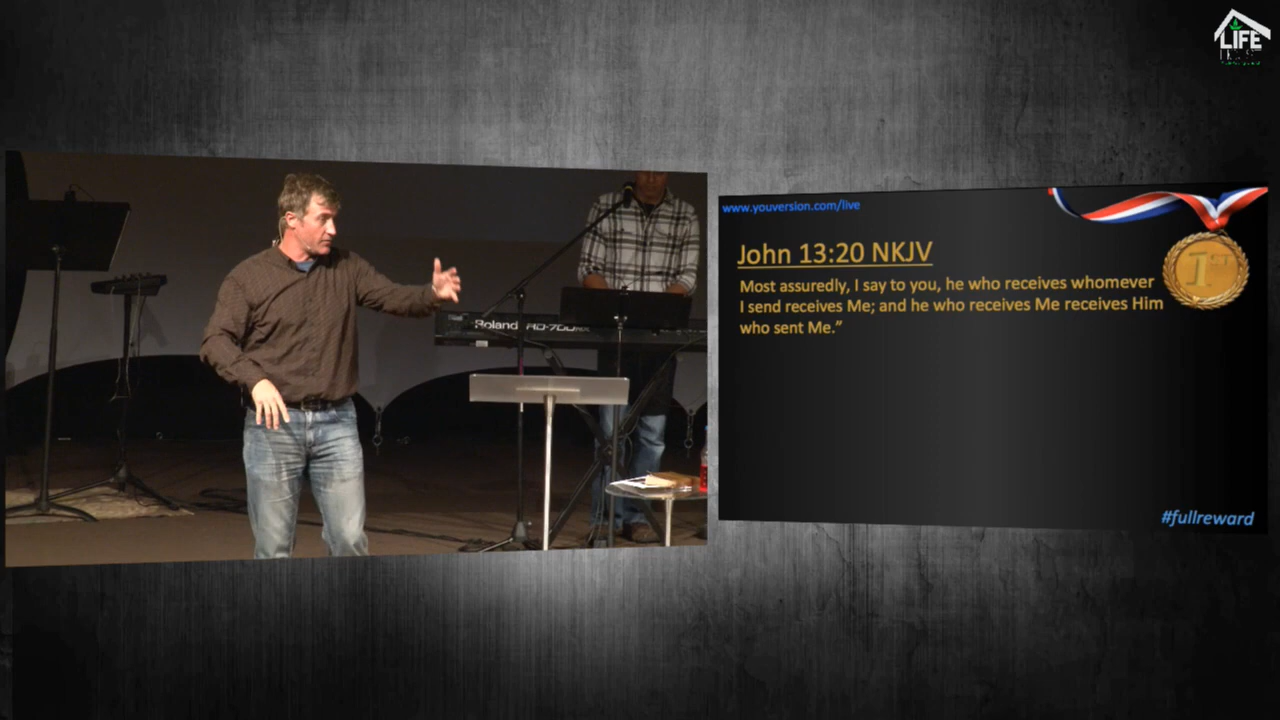 LIFE
www.youversion.com/live
John 13:20 NKJV
Most assuredly, I say to you, he who receives whomever
I send receives Me; and he who receives Me receives Him
who sent Me.”
1st
#fullreward
Roland